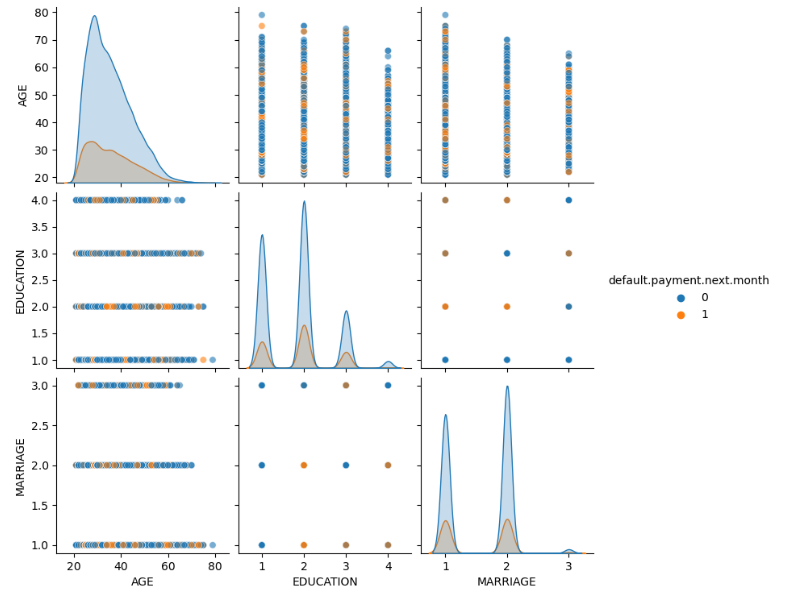 80
70
60
50
40
30
20
AGE
4.0
3.5
3.0
2.5
2.0
1.5
1.0
EDUCATION
default.payment.next.month
0
1
3.0
2.5
2.0
1.5
1.0
MARRIAGE
20 40 60 80
1 2 3 4
1 2 3
AGE
EDUCATION
MARRIAGE